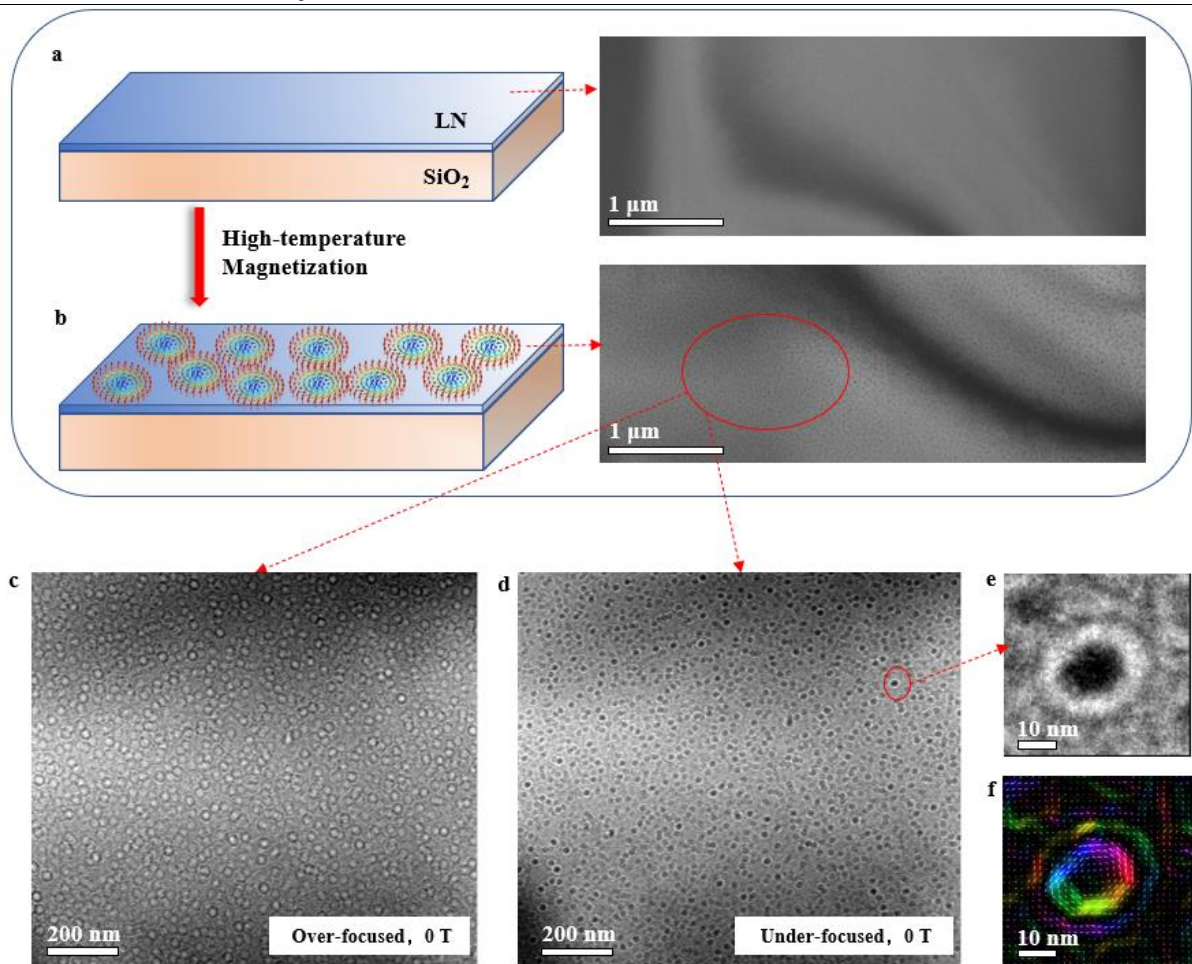 a
LN
SiO₂
1 μm
High-temperature
Magnetization
b
1 μm
c
200 nm
Over-focused, 0 T
d
200 nm
Under-focused, 0 T
e
10 nm
f
10 nm